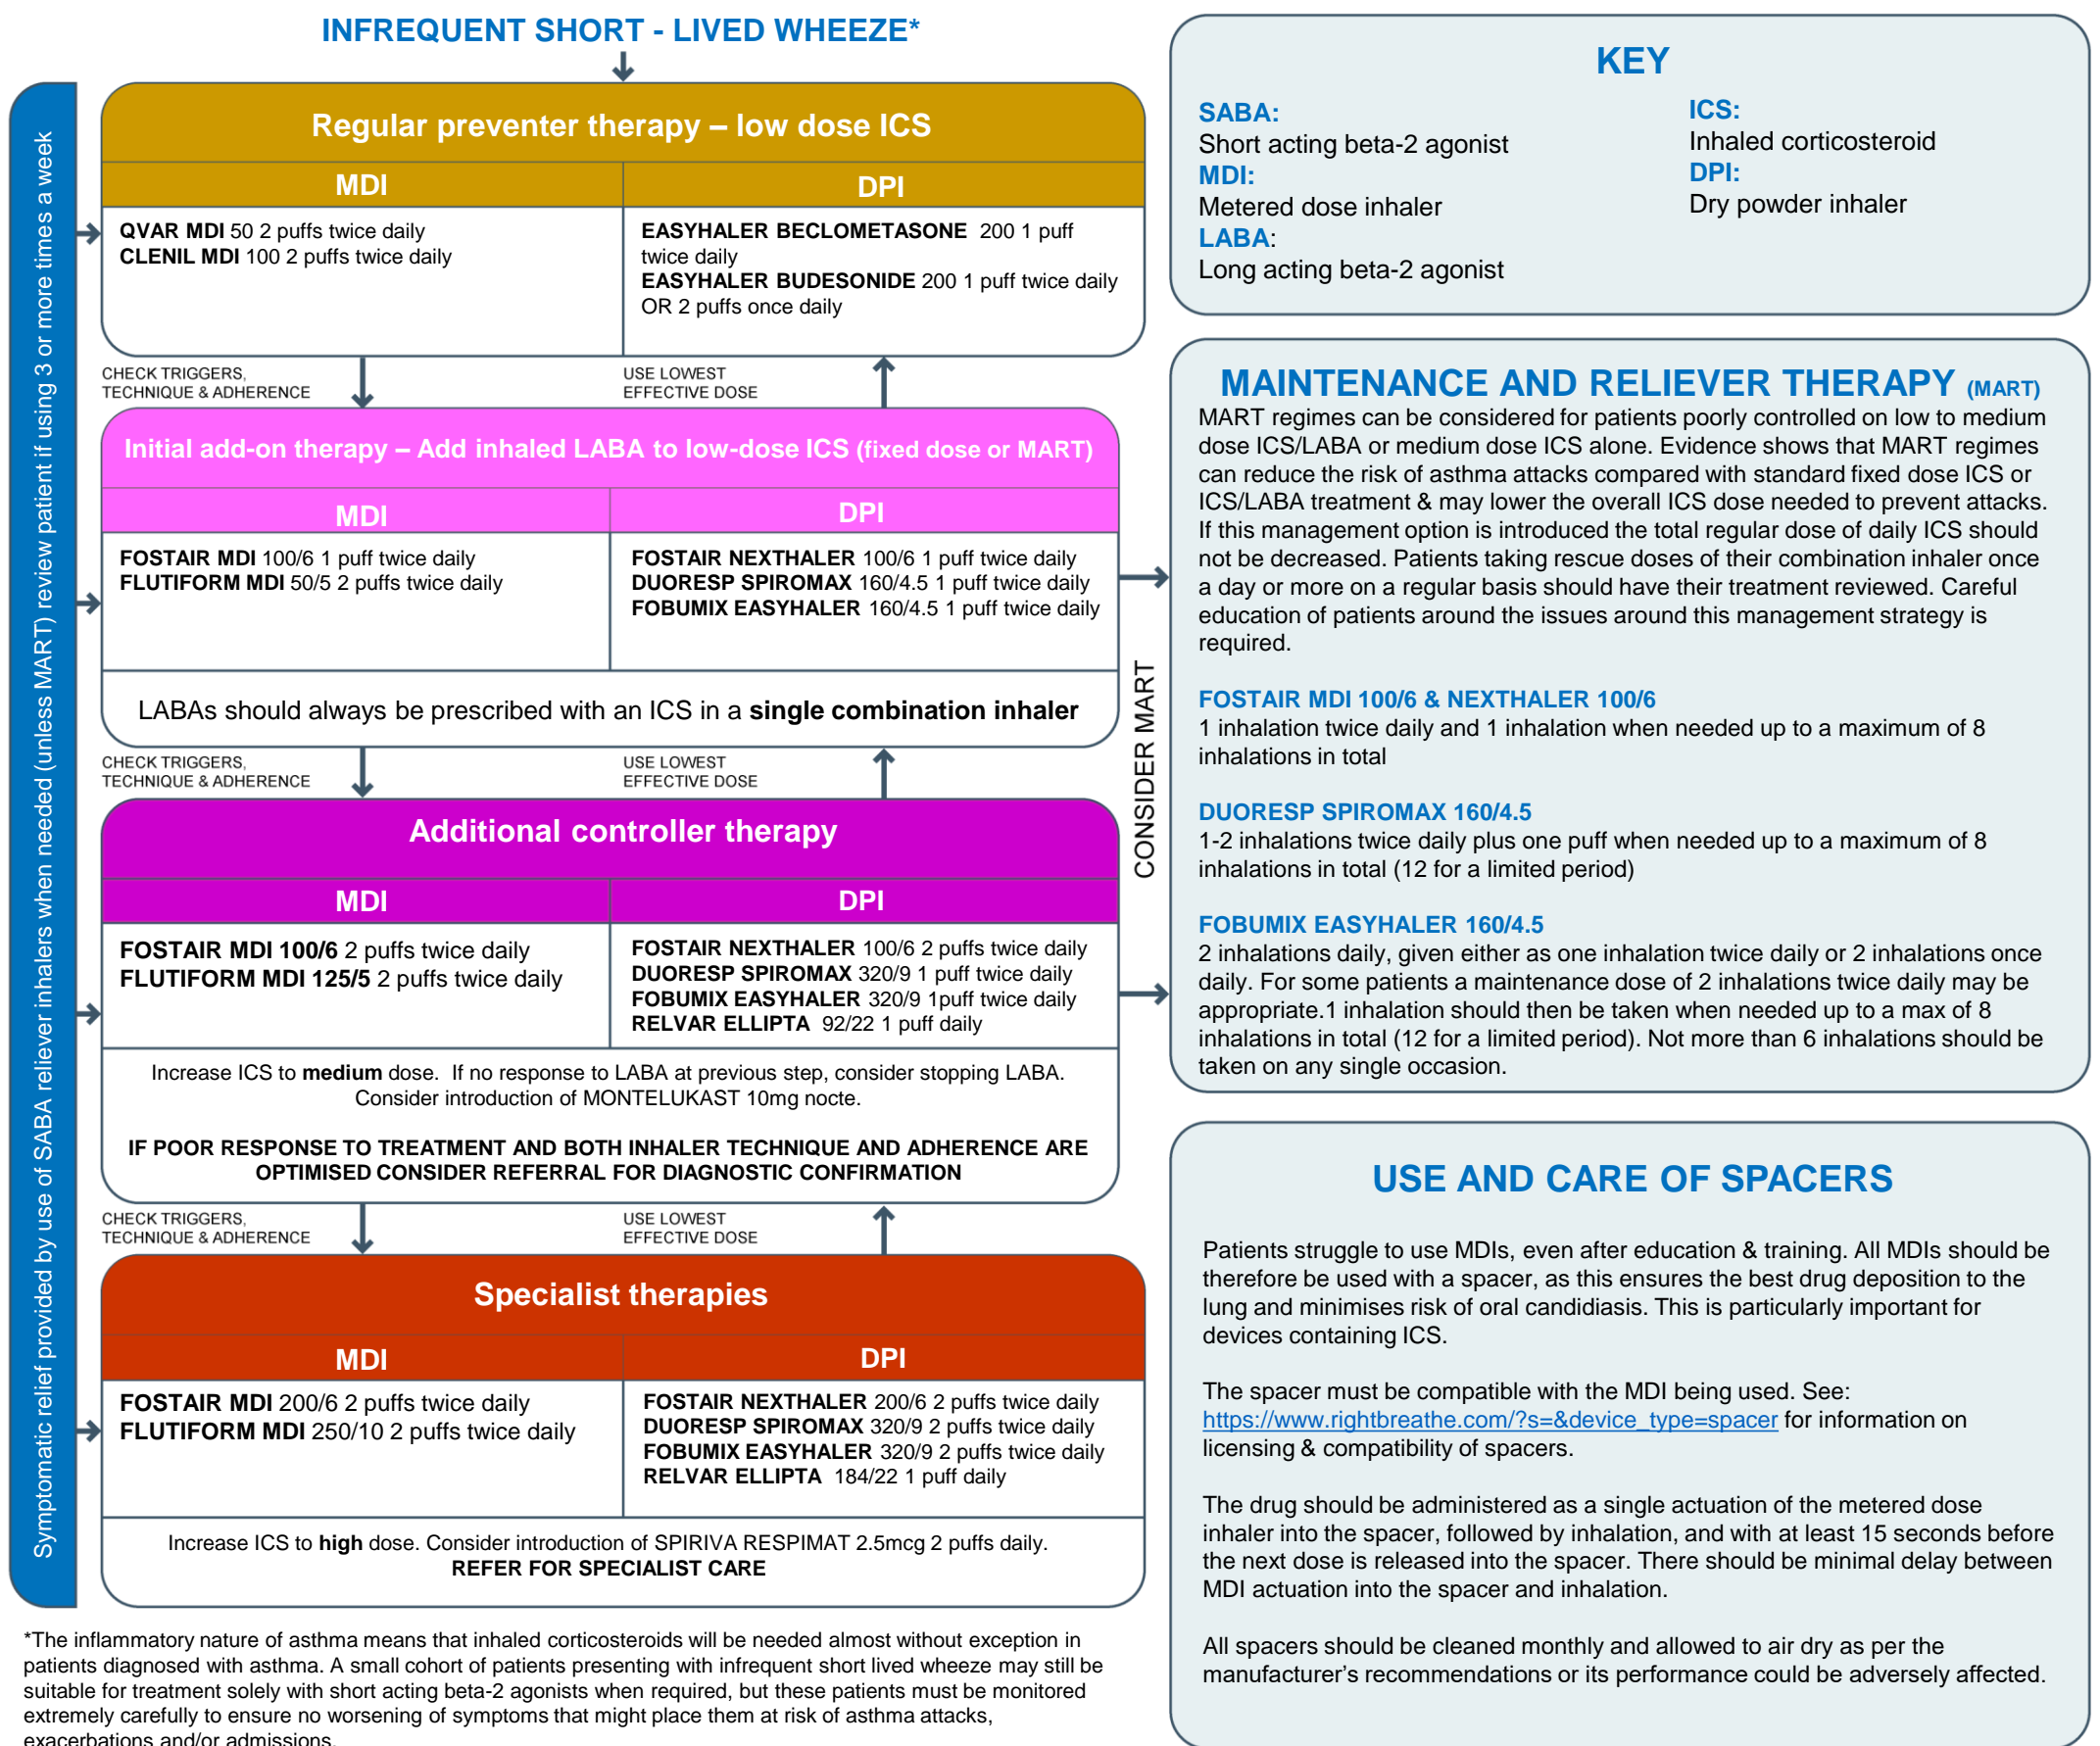 INFREQUENT SHORT - LIVED WHEEZE*
Symptomatic relief provided by use of SABA reliever inhalers when needed (unless MART) review patient if using 3 or more times a week
Regular preventer therapy – low dose ICS
MDI
DPI
QVAR MDI 50 2 puffs twice daily
CLENIL MDI 100 2 puffs twice daily
EASYHALER BECLOMETASONE 200 1 puff
twice daily
EASYHALER BUDESONIDE 200 1 puff twice daily
OR 2 puffs once daily
CHECK TRIGGERS,
TECHNIQUE & ADHERENCE
USE LOWEST
EFFECTIVE DOSE
Initial add-on therapy – Add inhaled LABA to low-dose ICS (fixed dose or MART)
MDI
DPI
FOSTAIR MDI 100/6 1 puff twice daily
FLUTIFORM MDI 50/5 2 puffs twice daily
FOSTAIR NEXTHALER 100/6 1 puff twice daily
DUORESP SPIROMAX 160/4.5 1 puff twice daily
FOBUMIX EASYHALER 160/4.5 1 puff twice daily
LABAs should always be prescribed with an ICS in a single combination inhaler
CHECK TRIGGERS,
TECHNIQUE & ADHERENCE
USE LOWEST
EFFECTIVE DOSE
CONSIDER MART
Additional controller therapy
MDI
DPI
FOSTAIR MDI 100/6 2 puffs twice daily
FLUTIFORM MDI 125/5 2 puffs twice daily
FOSTAIR NEXTHALER 100/6 2 puffs twice daily
DUORESP SPIROMAX 320/9 1 puff twice daily
FOBUMIX EASYHALER 320/9 1puff twice daily
RELVAR ELLIPTA 92/22 1 puff daily
Increase ICS to medium dose. If no response to LABA at previous step, consider stopping LABA.
Consider introduction of MONTELUKAST 10mg nocte.
IF POOR RESPONSE TO TREATMENT AND BOTH INHALER TECHNIQUE AND ADHERENCE ARE
OPTIMISED CONSIDER REFERRAL FOR DIAGNOSTIC CONFIRMATION
CHECK TRIGGERS,
TECHNIQUE & ADHERENCE
USE LOWEST
EFFECTIVE DOSE
Specialist therapies
MDI
DPI
FOSTAIR MDI 200/6 2 puffs twice daily
FLUTIFORM MDI 250/10 2 puffs twice daily
FOSTAIR NEXTHALER 200/6 2 puffs twice daily
DUORESP SPIROMAX 320/9 2 puffs twice daily
FOBUMIX EASYHALER 320/9 2 puffs twice daily
RELVAR ELLIPTA 184/22 1 puff daily
Increase ICS to high dose. Consider introduction of SPIRIVA RESPIMAT 2.5mcg 2 puffs daily.
REFER FOR SPECIALIST CARE
*The inflammatory nature of asthma means that inhaled corticosteroids will be needed almost without exception in
patients diagnosed with asthma. A small cohort of patients presenting with infrequent short lived wheeze may still be
suitable for treatment solely with short acting beta-2 agonists when required, but these patients must be monitored
extremely carefully to ensure no worsening of symptoms that might place them at risk of asthma attacks,
exacerbations and/or admissions.
KEY
SABA:
Short acting beta-2 agonist
MDI:
Metered dose inhaler
LABA:
Long acting beta-2 agonist
ICS:
Inhaled corticosteroid
DPI:
Dry powder inhaler
MAINTENANCE AND RELIEVER THERAPY (MART)
MART regimes can be considered for patients poorly controlled on low to medium
dose ICS/LABA or medium dose ICS alone. Evidence shows that MART regimes
can reduce the risk of asthma attacks compared with standard fixed dose ICS or
ICS/LABA treatment & may lower the overall ICS dose needed to prevent attacks.
If this management option is introduced the total regular dose of daily ICS should
not be decreased. Patients taking rescue doses of their combination inhaler once
a day or more on a regular basis should have their treatment reviewed. Careful
education of patients around the issues around this management strategy is
required.
FOSTAIR MDI 100/6 & NEXTHALER 100/6
1 inhalation twice daily and 1 inhalation when needed up to a maximum of 8
inhalations in total
DUORESP SPIROMAX 160/4.5
1-2 inhalations twice daily plus one puff when needed up to a maximum of 8
inhalations in total (12 for a limited period)
FOBUMIX EASYHALER 160/4.5
2 inhalations daily, given either as one inhalation twice daily or 2 inhalations once
daily. For some patients a maintenance dose of 2 inhalations twice daily may be
appropriate.1 inhalation should then be taken when needed up to a max of 8
inhalations in total (12 for a limited period). Not more than 6 inhalations should be
taken on any single occasion.
USE AND CARE OF SPACERS
Patients struggle to use MDIs, even after education & training. All MDIs should be
therefore be used with a spacer, as this ensures the best drug deposition to the
lung and minimises risk of oral candidiasis. This is particularly important for
devices containing ICS.
The spacer must be compatible with the MDI being used. See:
https://www.rightbreathe.com/?s=&device_type=spacer for information on
licensing & compatibility of spacers.
The drug should be administered as a single actuation of the metered dose
inhaler into the spacer, followed by inhalation, and with at least 15 seconds before
the next dose is released into the spacer. There should be minimal delay between
MDI actuation into the spacer and inhalation.
All spacers should be cleaned monthly and allowed to air dry as per the
manufacturer's recommendations or its performance could be adversely affected.